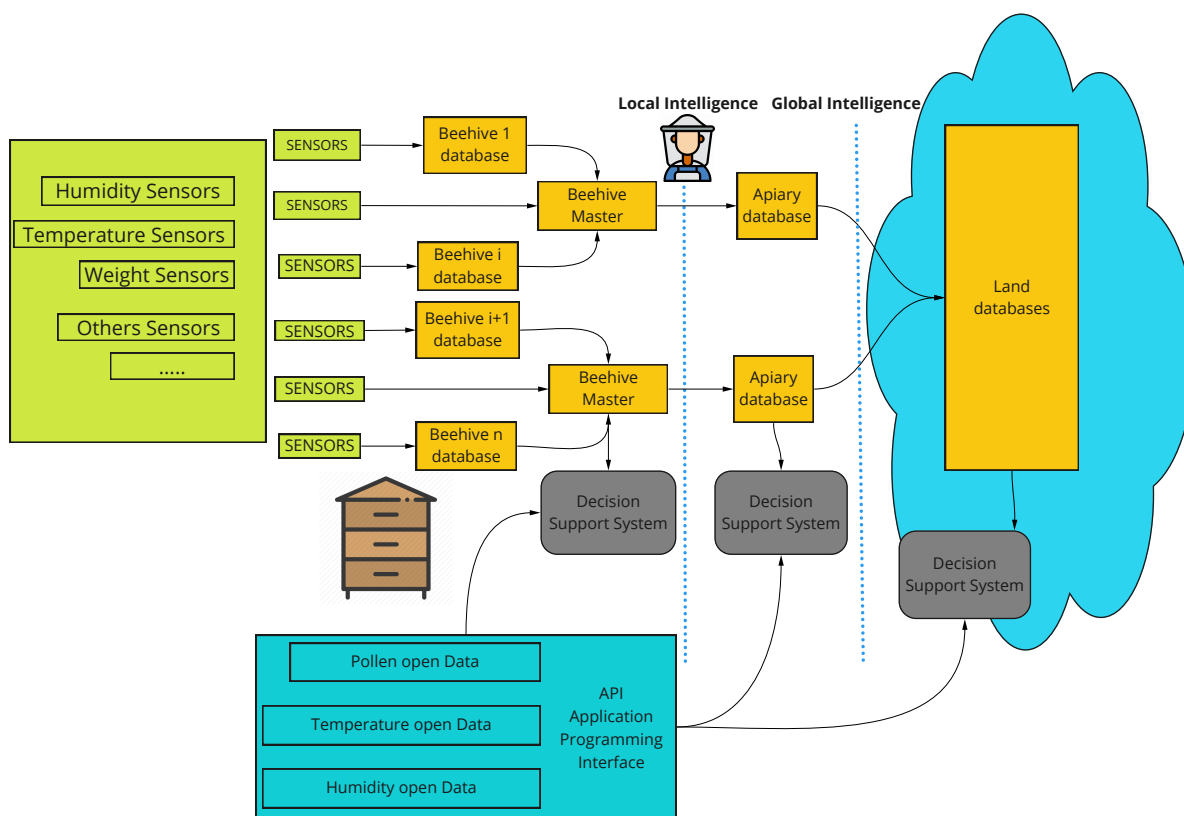 Local Intelligence
Global Intelligence
Humidity Sensors
Temperature Sensors
Weight Sensors
Others Sensors
.....
SENSORS
SENSORS
SENSORS
SENSORS
SENSORS
SENSORS
Beehive 1
database
Beehive i
database
Beehive i+1
database
Beehive n
database
Beehive
Master
Beehive
Master
Apiary
database
Apiary
database
Land
databases
Decision
Support System
Decision
Support System
Decision
Support System
Pollen open Data
Temperature open Data
Humidity open Data
API
Application
Programming
Interface